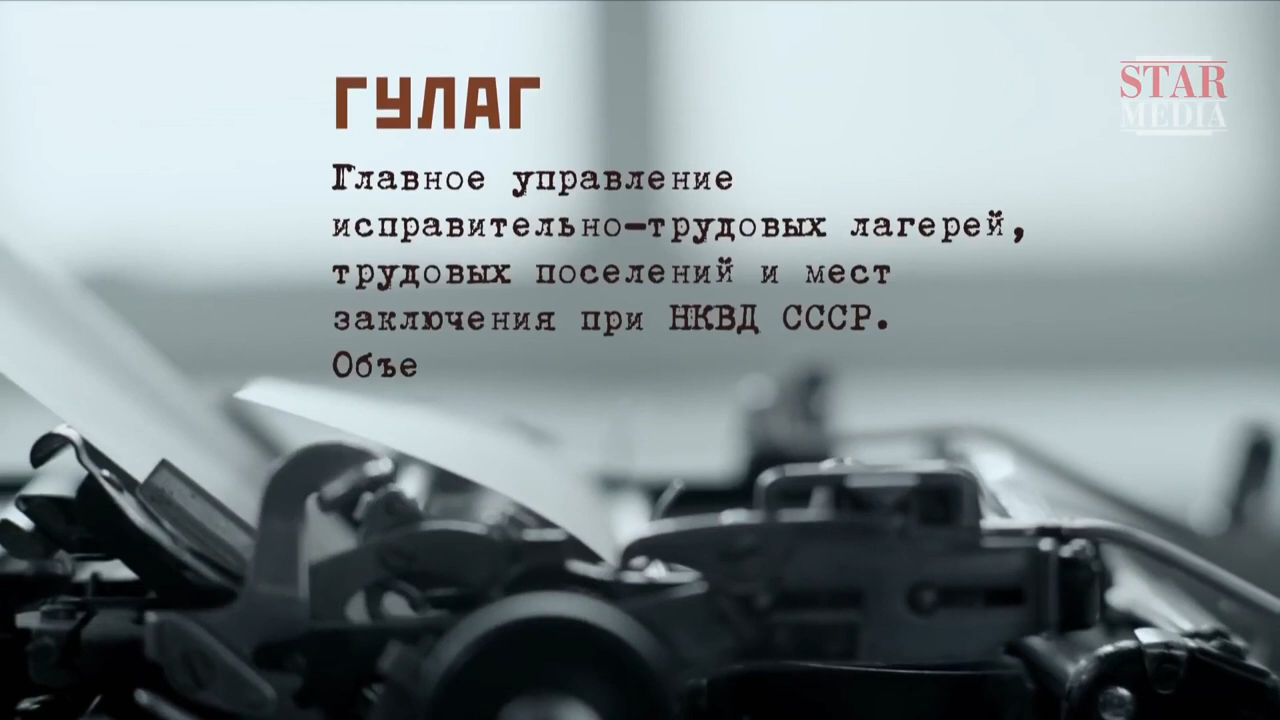 ГУЛАГ
Главное управление
исправительно-трудовых лагерей,
трудовых поселений и мест
заключения при НКВД СССР.
Объе
STAR
MEDIA